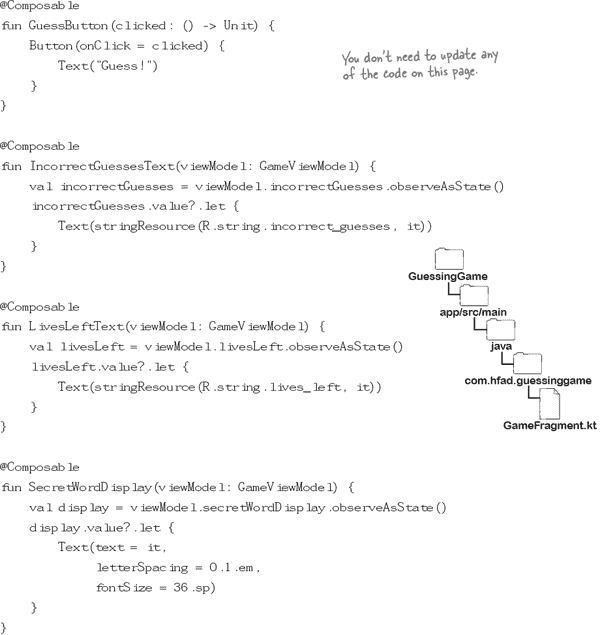 @Composable
fun GuessButton(clicked: () -> Unit) {
    Button(onClick = clicked) {
        Text("Guess!")
    }
}
You don't need to update any
of the code on this page.
@Composable
fun IncorrectGuessesText(viewModel: GameViewModel) {
    val incorrectGuesses = viewModel.incorrectGuesses.observeAsState()
    incorrectGuesses.value?.let {
        Text(stringResource(R.string.incorrect_guesses, it))
    }
}
@Composable
fun LivesLeftText(viewModel: GameViewModel) {
    val livesLeft = viewModel.livesLeft.observeAsState()
    livesLeft.value?.let {
        Text(stringResource(R.string.lives_left, it))
    }
}
GuessingGame
app/src/main
java
com.hfad.guessinggame
GameFragment.kt
@Composable
fun SecretWordDisplay(viewModel: GameViewModel) {
    val display = viewModel.secretWordDisplay.observeAsState()
    display.value?.let {
        Text(text = it,
            letterSpacing = 0.1.em,
            fontSize = 36.sp)
    }
}